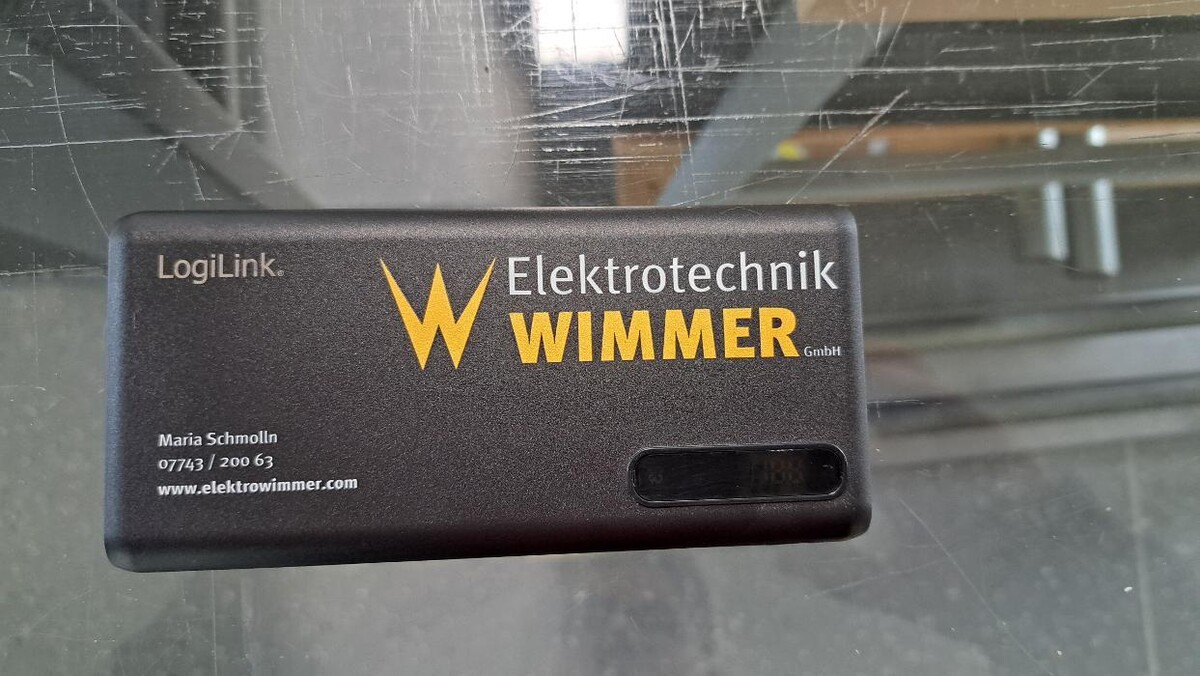 LogiLink®
Elektrotechnik
WIMMER GmbH
Maria Schmolln
07743 / 200 63
www.elektrowimmer.com